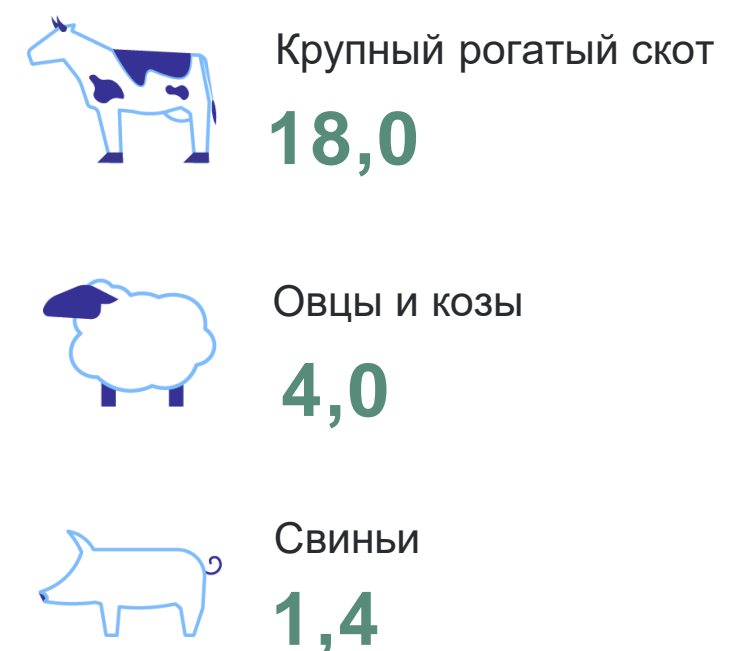 Крупный рогатый скот
18,0
Овцы и козы
4,0
Свиньи
1,4